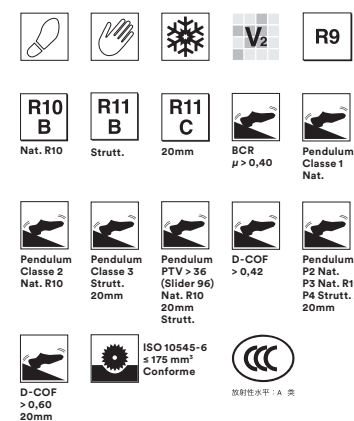 V2
R9
R10
B
Nat. R10
R11
B
Strutt.
R11
C
20mm
BCR
µ > 0,40
Pendulum
Classe 1
Nat.
Pendulum
Classe 2
Nat. R10
Pendulum
Classe 3
Strutt.
20mm
Pendulum
PTV > 36
(Slider 96)
Nat. R10
20mm
Strutt.
D-COF
> 0,42
Pendulum
P2 Nat.
P3 Nat. R1
P4 Strutt.
20mm
D-COF
> 0,60
20mm
ISO 10545-6
≤ 175 mm³
Conforme
CCC
放射性水平：A 类